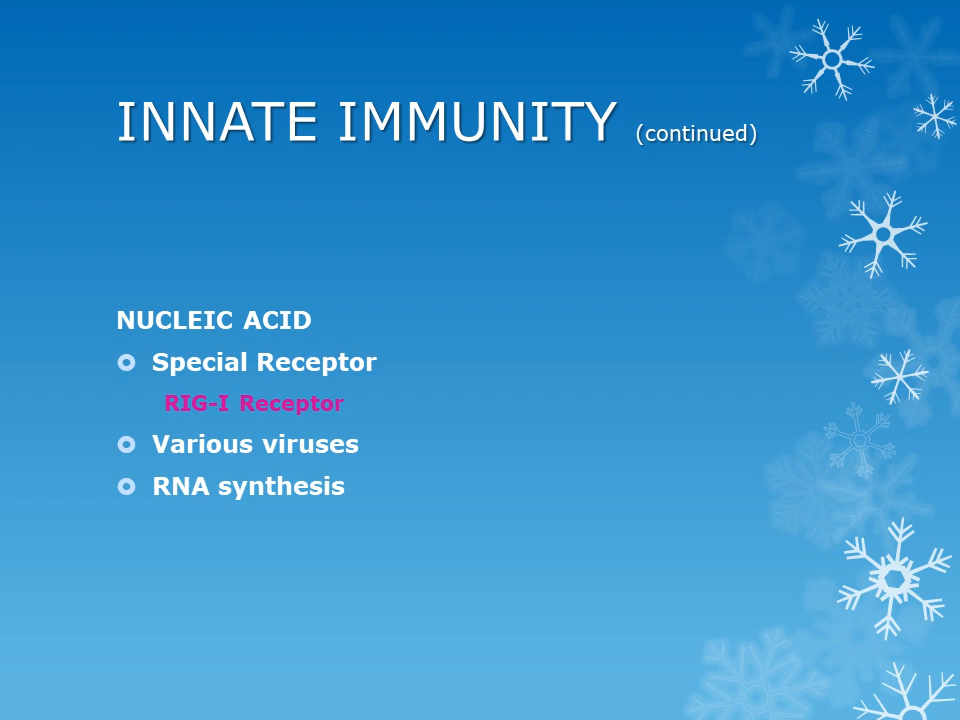 INNATE IMMUNITY (continued)
NUCLEIC ACID
Special Receptor
RIG-I Receptor
Various viruses
RNA synthesis